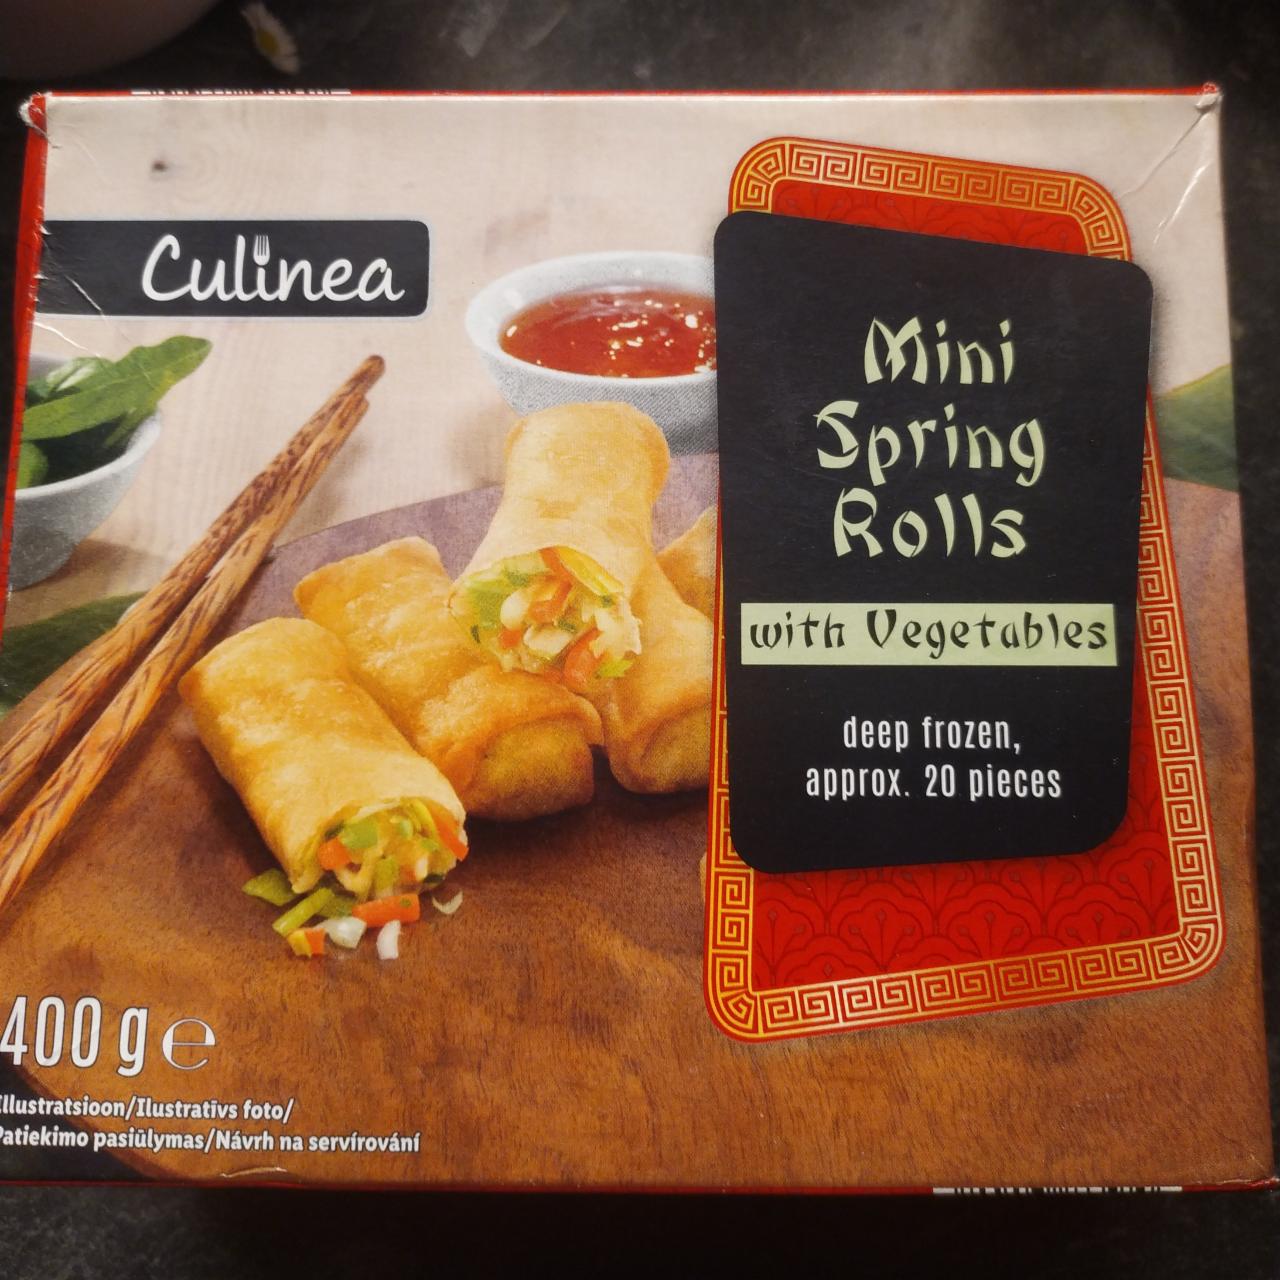 Culinea
Mini
Spring
Rolls
with Vegetables
deep frozen,
approx. 20 pieces
400 g e
Illustratsioon/Ilustratīvs foto/
Patiekimo pasiūlymas/Návrh na servírování